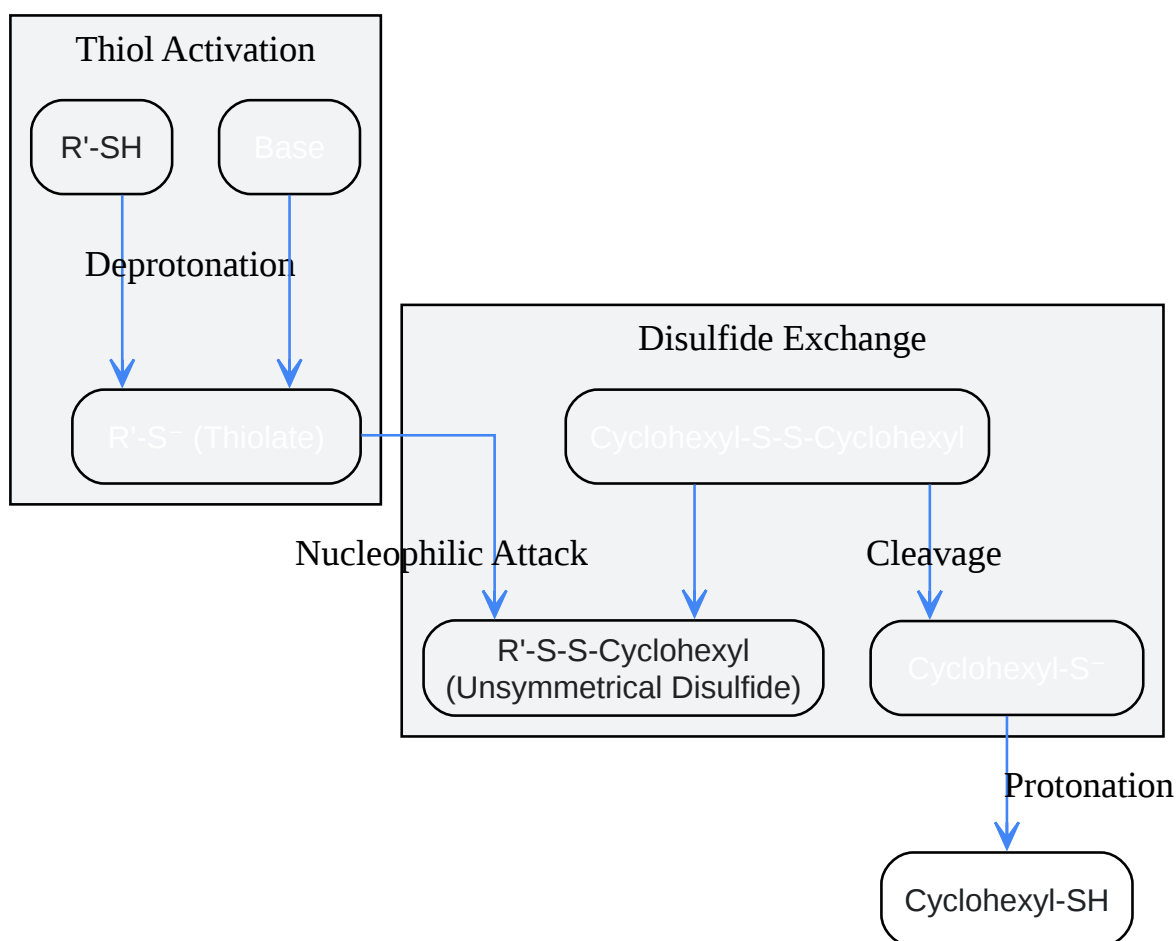 Thiol Activation
R'-SH
Base
Deprotonation
R'-S⁻ (Thiolate)
Disulfide Exchange
Cyclohexyl-S-S-Cyclohexyl
Nucleophilic Attack
Cleavage
R'-S-S-Cyclohexyl
(Unsymmetrical Disulfide)
Cyclohexyl-S⁻
Protonation
Cyclohexyl-SH